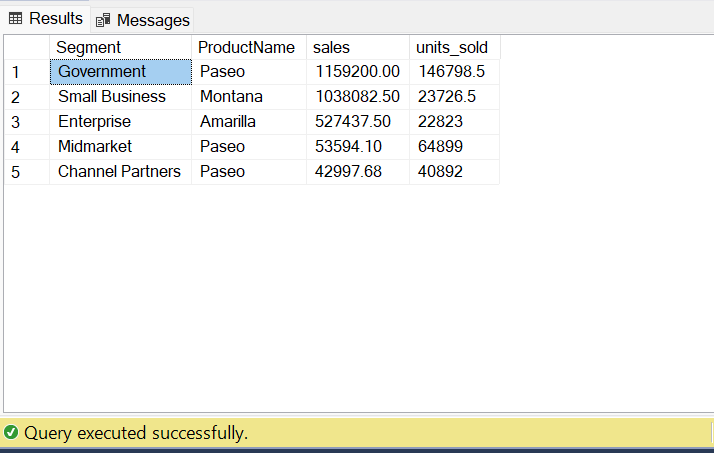 Results Messages
Segment ProductName sales units_sold
1 Government Paseo 1159200.00 146798.5
2 Small Business Montana 1038082.50 23726.5
3 Enterprise Amarilla 527437.50 22823
4 Midmarket Paseo 53594.10 64899
5 Channel Partners Paseo 42997.68 40892
Query executed successfully.